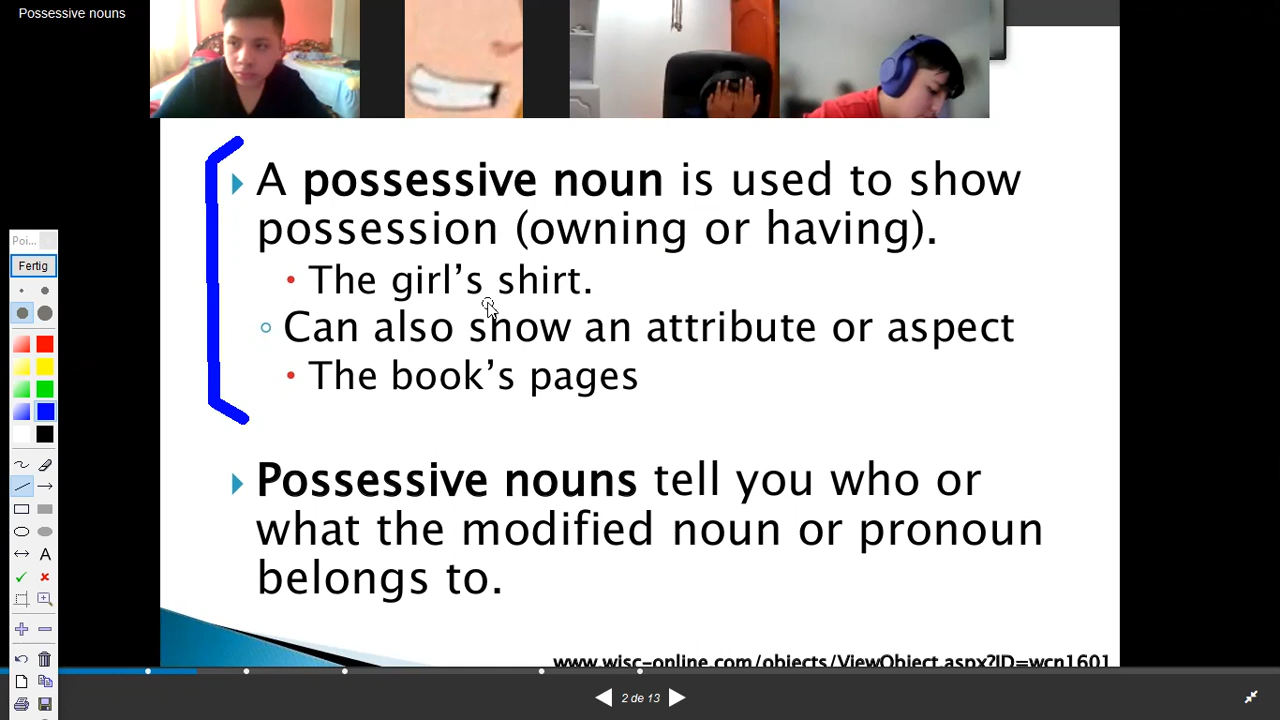 Possessive nouns
A possessive noun is used to show
possession (owning or having).
The girl's shirt.
Can also show an attribute or aspect
The book's pages
Possessive nouns tell you who or
what the modified noun or pronoun
belongs to.
www.wisc-online.com/objects/ViewObject.aspx?ID=wcn1601
Poi...
Fertig
A
2 de 13